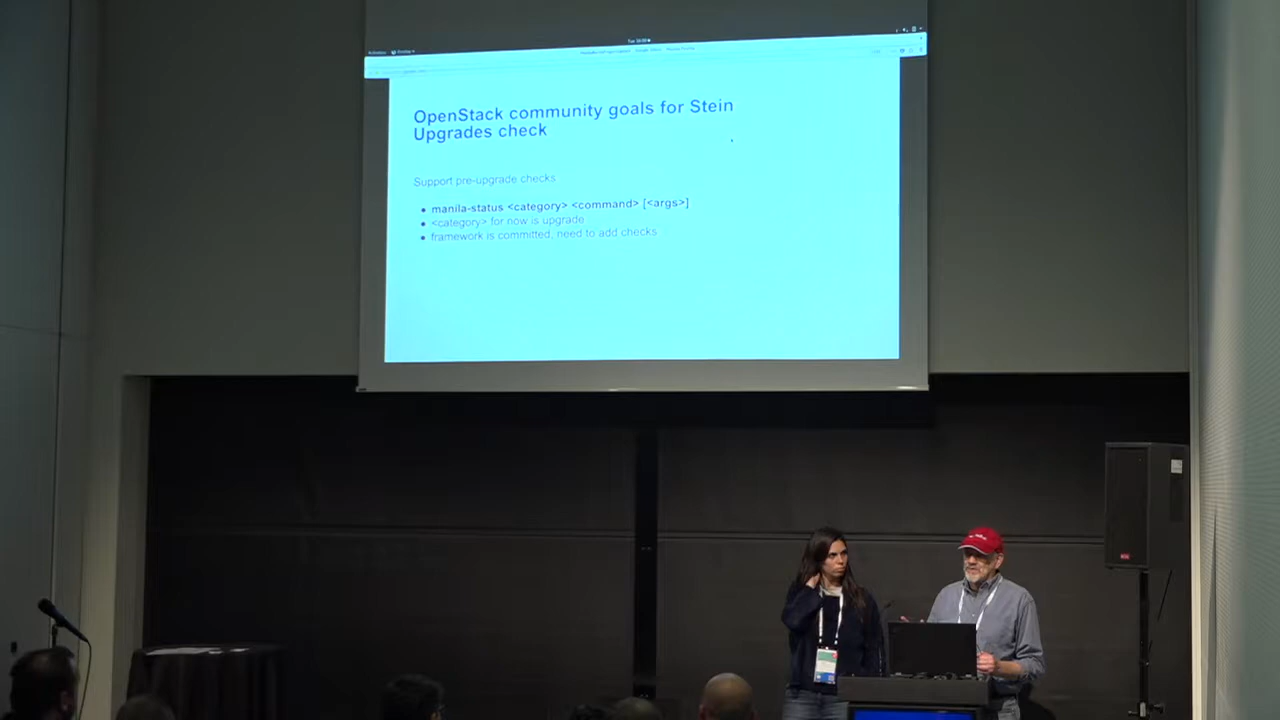 OpenStack community goals for Stein
Upgrades check
Support pre-upgrade checks
manila-status <category> <command> [<args>]
<category> for now is upgrade
framework is committed, need to add checks